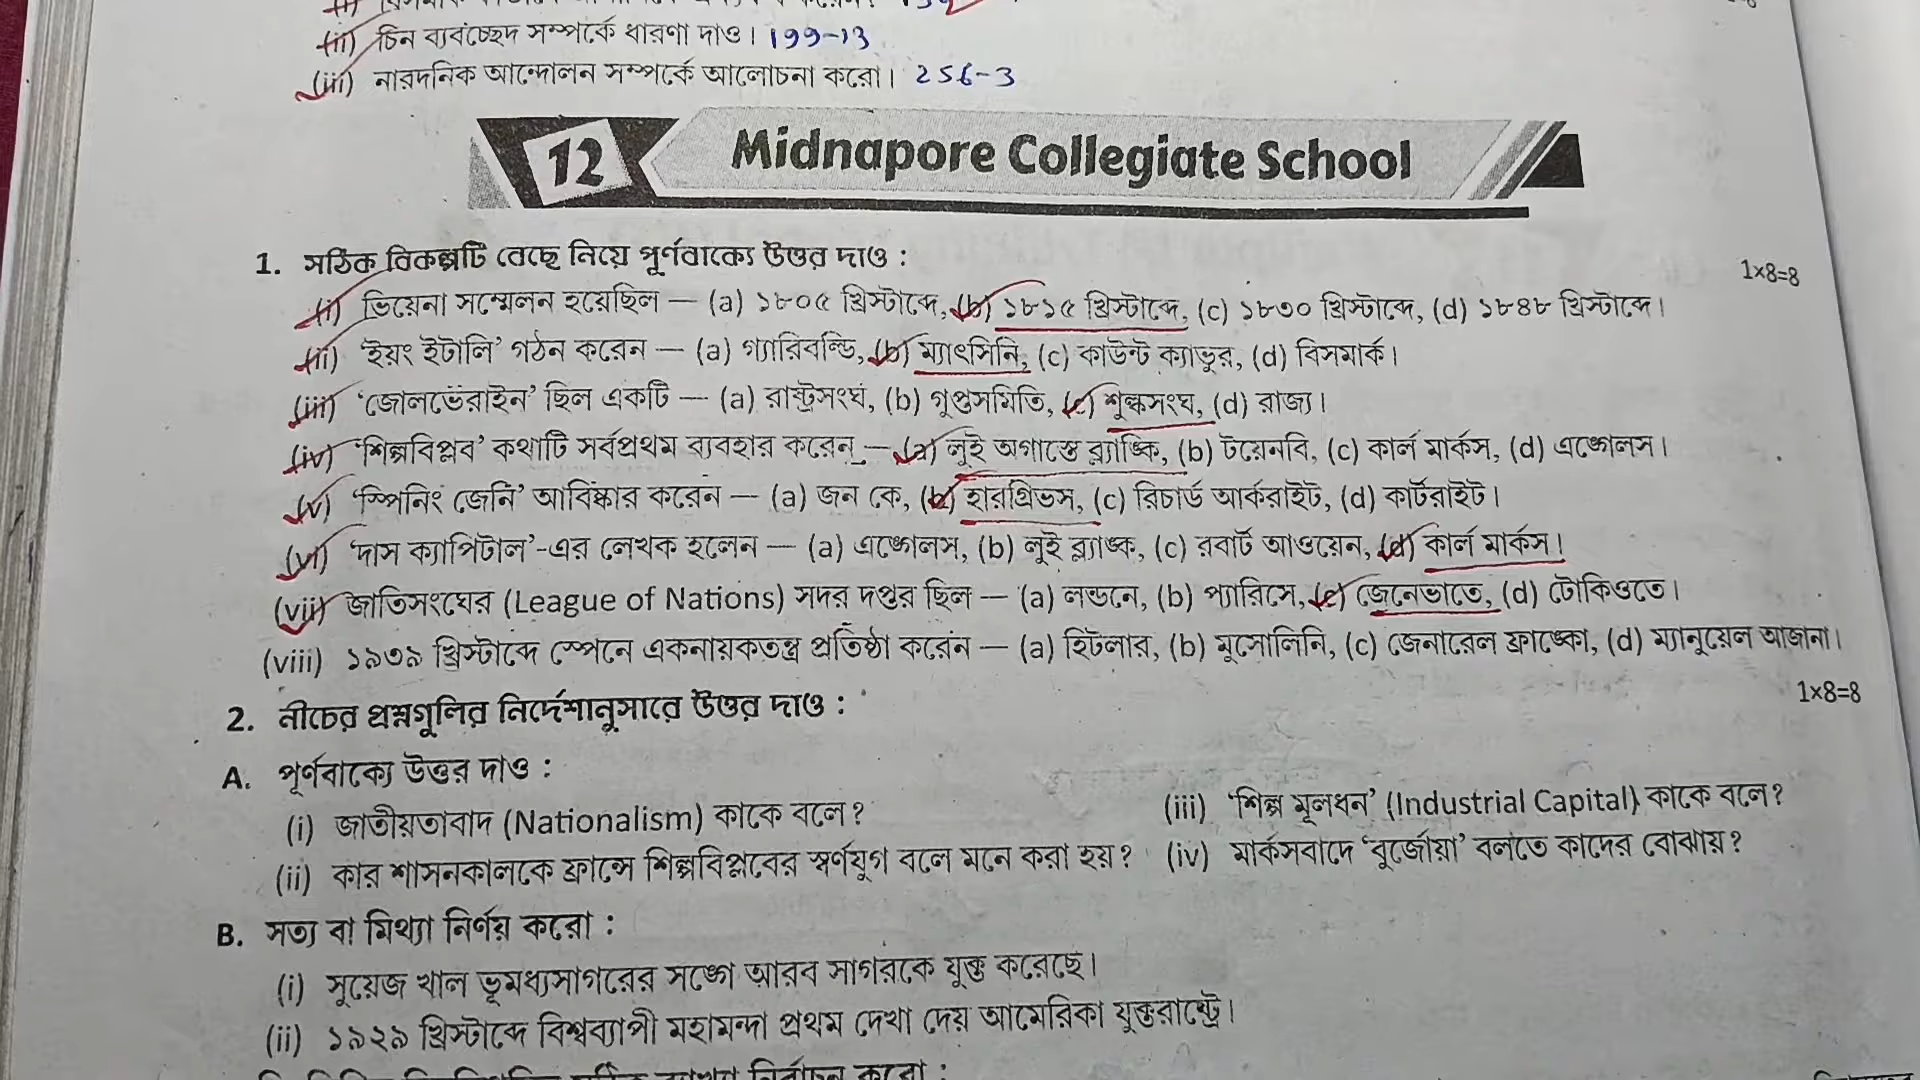 (ii) চিন ব্যবচ্ছেদ সম্পর্কে ধারণা দাও। 199-13
(iii) নারদনিক আন্দোলন সম্পর্কে আলোচনা করো। 256-3
12 Midnapore Collegiate School
1. সঠিক বিকল্পটি বেছে নিয়ে পূর্ণবাক্যে উত্তর দাও : 1×8=8
(i) ভিয়েনা সম্মেলন হয়েছিল — (a) ১৮০৫ খ্রিস্টাব্দে, (b) ১৮১৫ খ্রিস্টাব্দে, (c) ১৮৩০ খ্রিস্টাব্দে, (d) ১৮৪৮ খ্রিস্টাব্দে।
(ii) 'ইয়ং ইটালি' গঠন করেন — (a) গ্যারিবল্ডি, (b) ম্যাৎসিনি, (c) কাউন্ট ক্যাভুর, (d) বিসমার্ক।
(iii) 'জোলভেরাইন' ছিল একটি — (a) রাষ্ট্রসংঘ, (b) গুপ্তসমিতি, (c) শুল্কসংঘ, (d) রাজ্য।
(iv) 'শিল্পবিপ্লব' কথাটি সর্বপ্রথম ব্যবহার করেন — (a) লুই অগাস্তে ব্ল্যাঙ্কি, (b) টয়েনবি, (c) কার্ল মার্কস, (d) এঙ্গেলস।
(v) 'স্পিনিং জেনি' আবিষ্কার করেন — (a) জন কে, (b) হারগ্রিভস, (c) রিচার্ড আর্করাইট, (d) কার্টরাইট।
(vi) 'দাস ক্যাপিটাল'-এর লেখক হলেন — (a) এঙ্গেলস, (b) লুই ব্ল্যাঙ্ক, (c) রবার্ট আওয়েন, (d) কার্ল মার্কস।
(vii) জাতিসংঘের (League of Nations) সদর দপ্তর ছিল — (a) লন্ডনে, (b) প্যারিসে, (c) জেনেভাতে, (d) টোকিওতে।
(viii) ১৯৩৯ খ্রিস্টাব্দে স্পেনে একনায়কতন্ত্র প্রতিষ্ঠা করেন — (a) হিটলার, (b) মুসোলিনি, (c) জেনারেল ফ্রাঙ্কো, (d) ম্যানুয়েল আজানা।
2. নীচের প্রশ্নগুলির নির্দেশানুসারে উত্তর দাও : 1×8=8
A. পূর্ণবাক্যে উত্তর দাও :
(i) জাতীয়তাবাদ (Nationalism) কাকে বলে? (iii) 'শিল্প মূলধন' (Industrial Capital) কাকে বলে?
(ii) কার শাসনকালকে ফ্রান্সে শিল্পবিপ্লবের স্বর্ণযুগ বলে মনে করা হয়? (iv) মার্কসবাদে 'বুর্জোয়া' বলতে কাদের বোঝায়?
B. সত্য বা মিথ্যা নির্ণয় করো :
(i) সুয়েজ খাল ভূমধ্যসাগরের সঙ্গে আরব সাগরকে যুক্ত করেছে।
(ii) ১৯২৯ খ্রিস্টাব্দে বিশ্বব্যাপী মহামন্দা প্রথম দেখা দেয় আমেরিকা যুক্তরাষ্ট্রে।